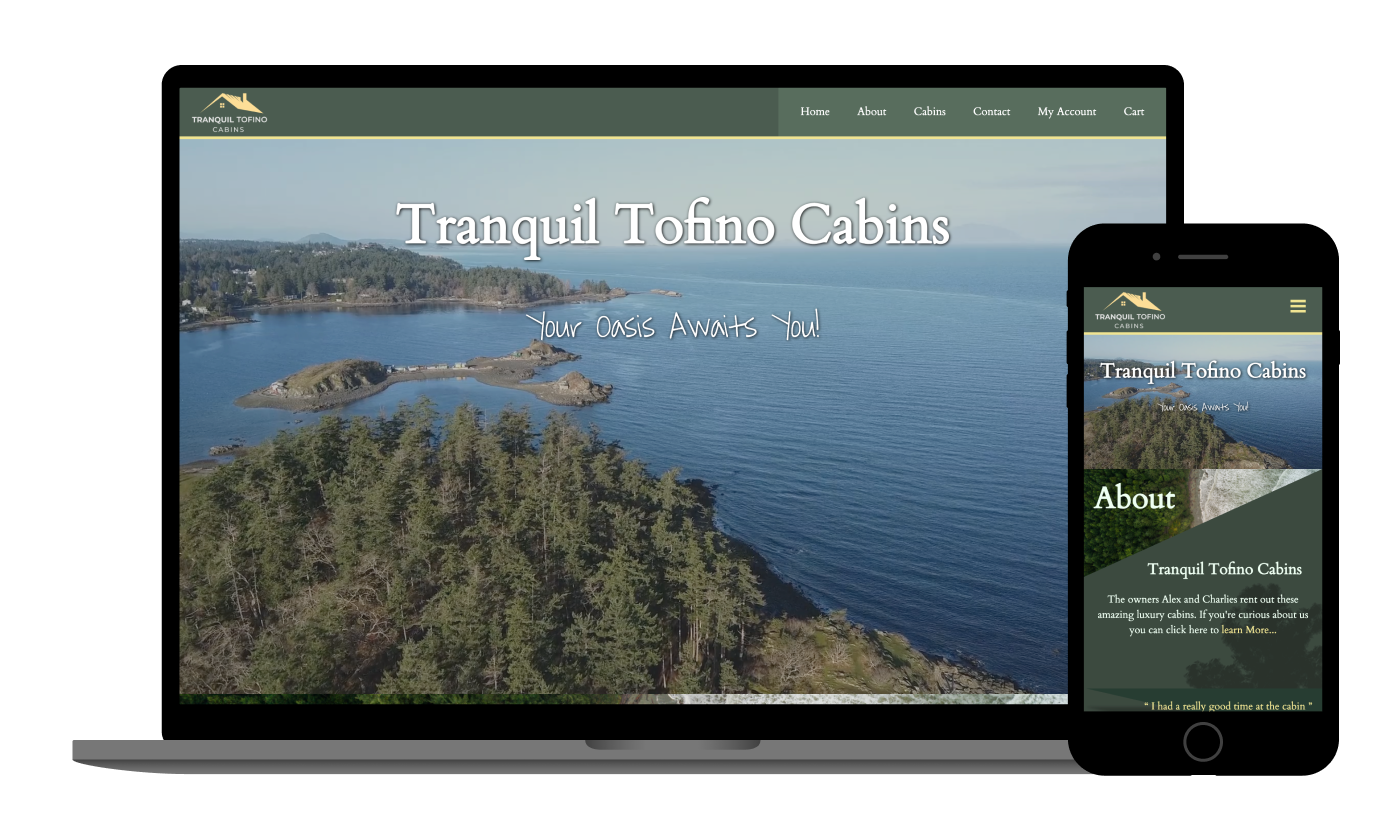 TRANQUIL TOFINO
CABINS
Home About Cabins Contact My Account Cart
Tranquil Tofino Cabins
Your Oasis Awaits You!
TRANQUIL TOFINO
CABINS
Tranquil Tofino Cabins
Your Oasis Awaits You!
About
Tranquil Tofino Cabins
The owners Alex and Charlies rent out these
amazing luxury cabins. If you're curious about us
you can click here to learn More...
“ I had a really good time at the cabin ”